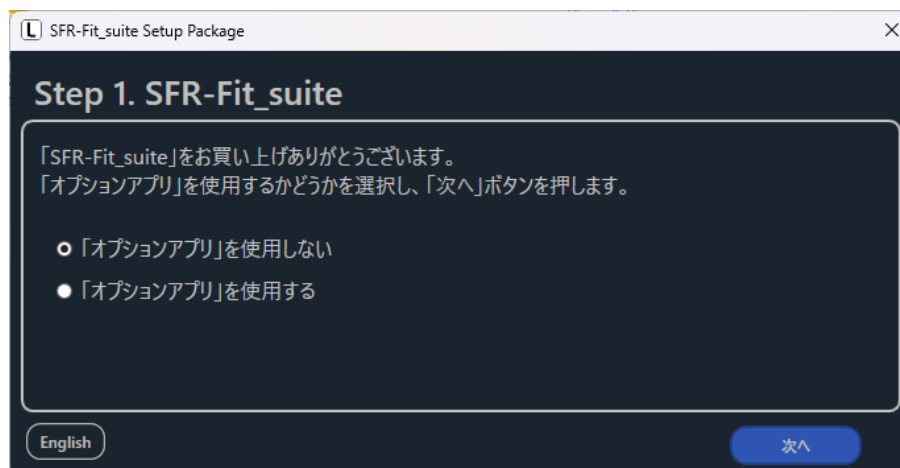 SFR-Fit_suite Setup Package
Step 1. SFR-Fit_suite
「SFR-Fit_suite」をお買い上げありがとうございます。
「オプションアプリ」を使用するかどうかを選択し、「次へ」ボタンを押します。
「オプションアプリ」を使用しない
「オプションアプリ」を使用する
English
次へ